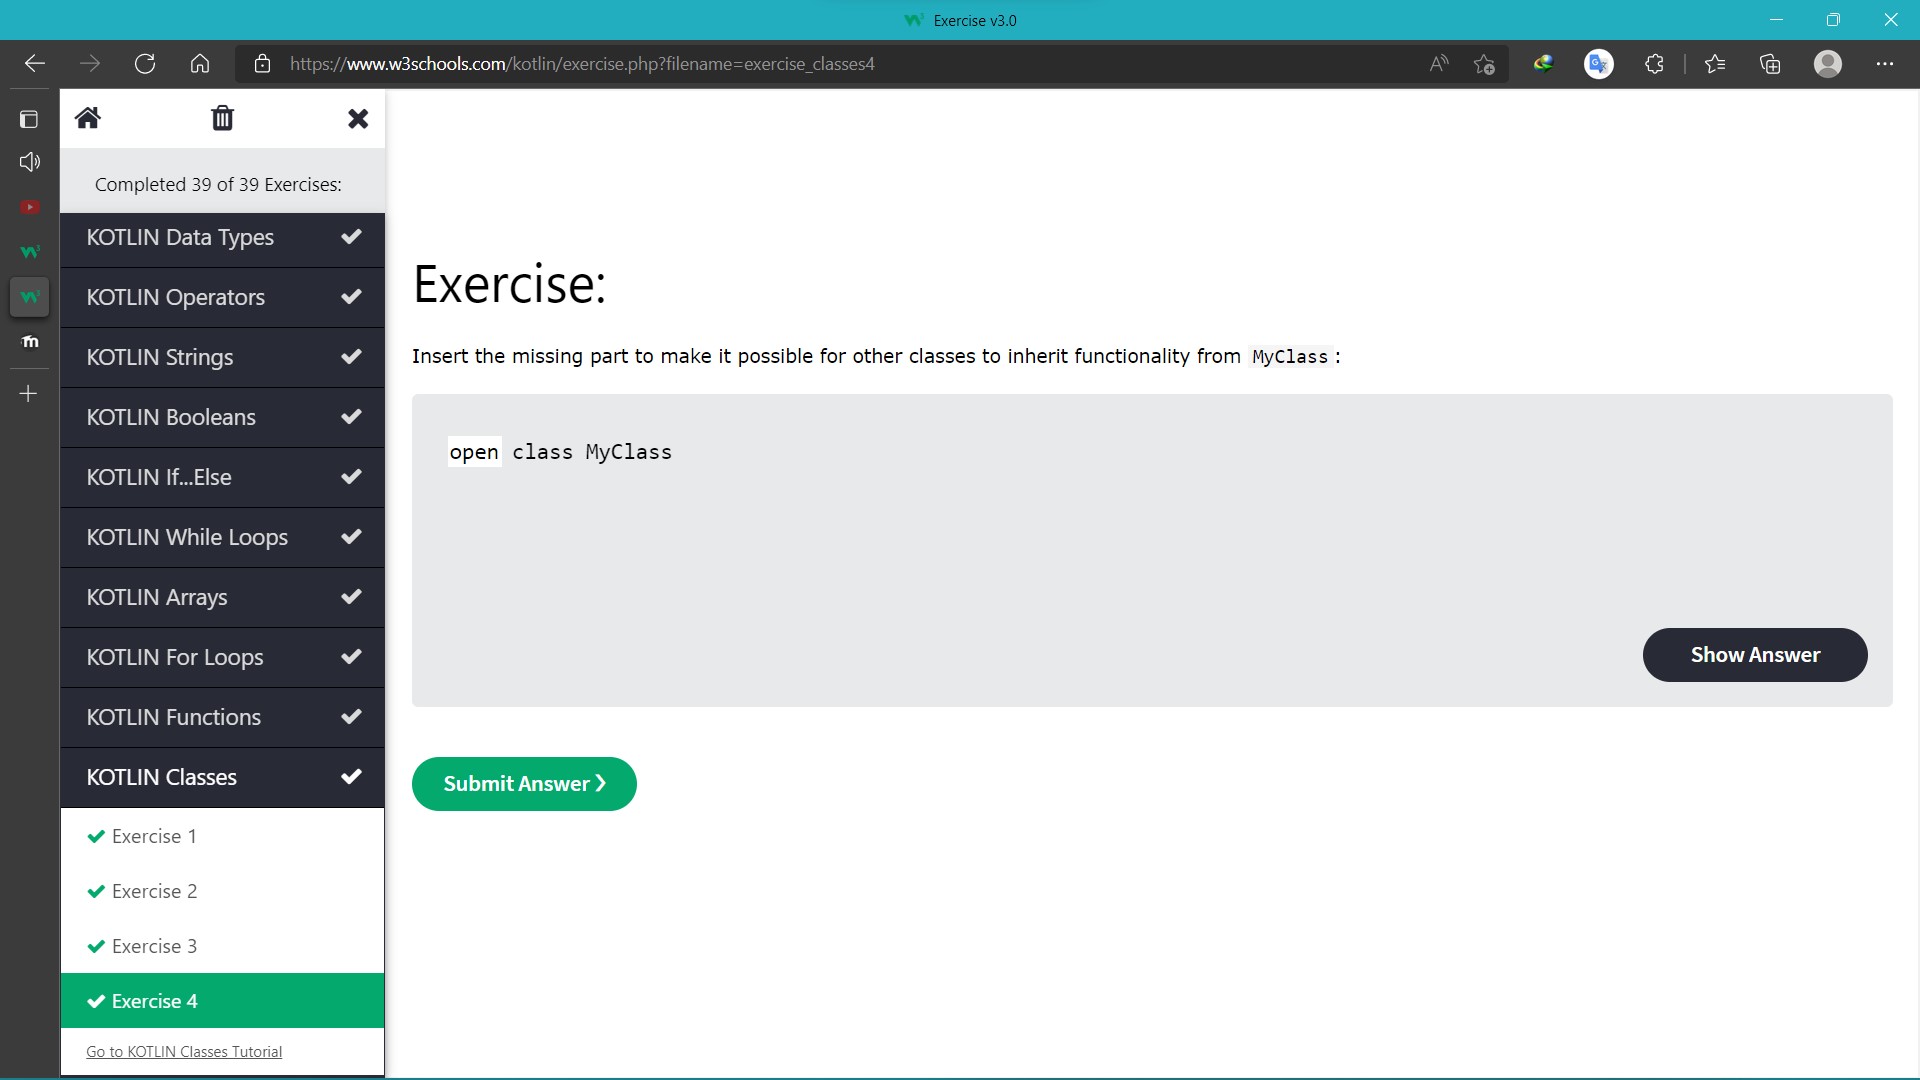 Exercise v3.0
https://www.w3schools.com/kotlin/exercise.php?filename=exercise_classes4
Completed 39 of 39 Exercises:
KOTLIN Data Types
KOTLIN Operators
KOTLIN Strings
KOTLIN Booleans
KOTLIN If...Else
KOTLIN While Loops
KOTLIN Arrays
KOTLIN For Loops
KOTLIN Functions
KOTLIN Classes
Exercise 1
Exercise 2
Exercise 3
Exercise 4
Go to KOTLIN Classes Tutorial
Exercise:
Insert the missing part to make it possible for other classes to inherit functionality from MyClass:
open class MyClass
Show Answer
Submit Answer ❯